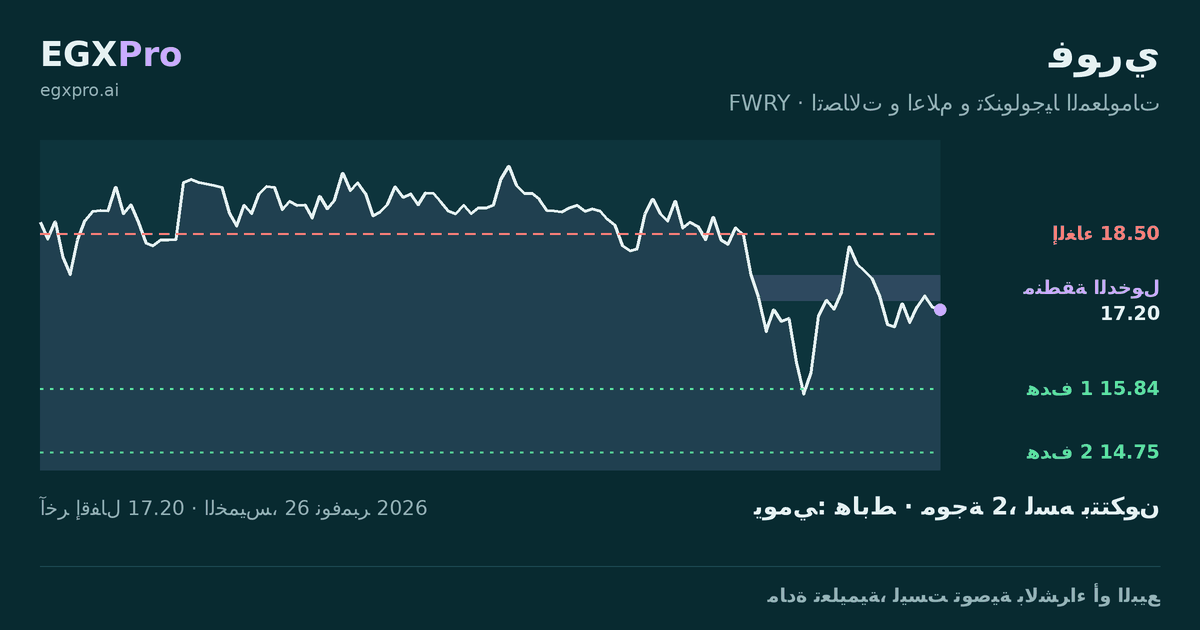 EGXPro
egxpro.ai
فوري
FWRY · اتصالات و اعلام و تكنولوجيا المعلومات
إلغاء 18.50
منطقة الدخول
17.20
هدف 1 15.84
هدف 2 14.75
يومي: هابط · موجة 2، لسه بتتكون
آخر إقفال 17.20 · الخميس، 26 نوفمبر 2026
مادة تعليمية، ليست توصية بالشراء أو البيع